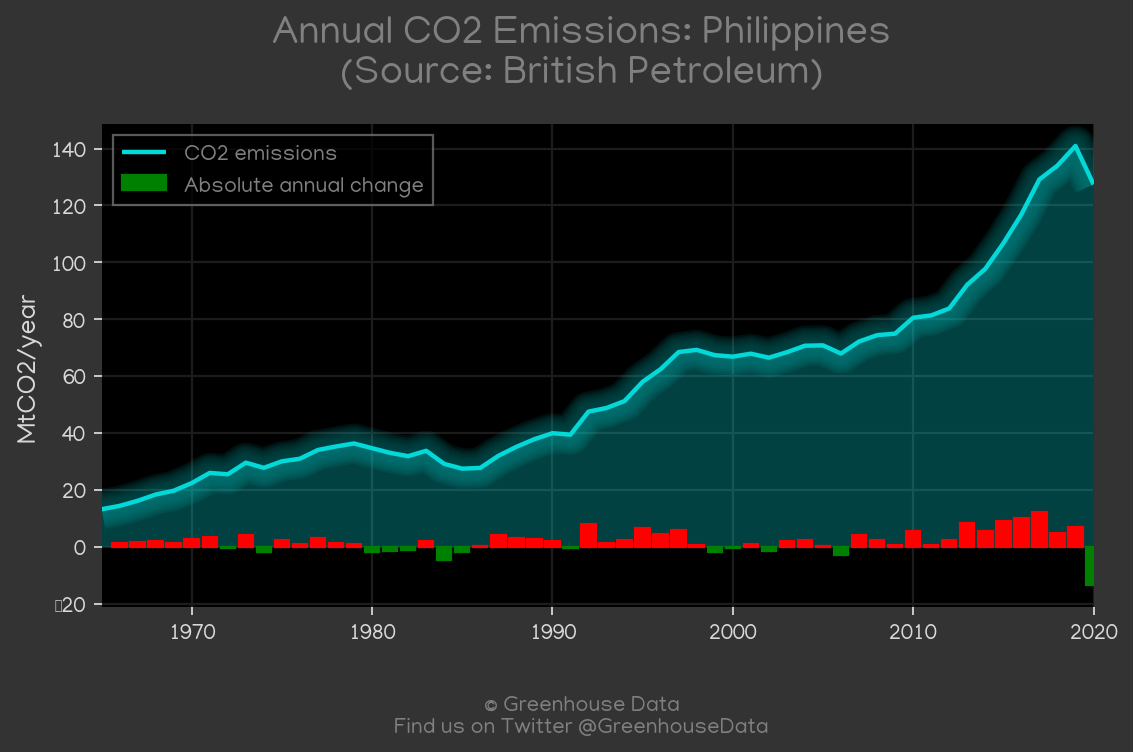 Annual CO2 Emissions: Philippines
(Source: British Petroleum)
CO2 emissions
Absolute annual change
MtCO2/year
140
120
100
80
60
40
20
0
▯20
1970
1980
1990
2000
2010
2020
© Greenhouse Data
Find us on Twitter @GreenhouseData